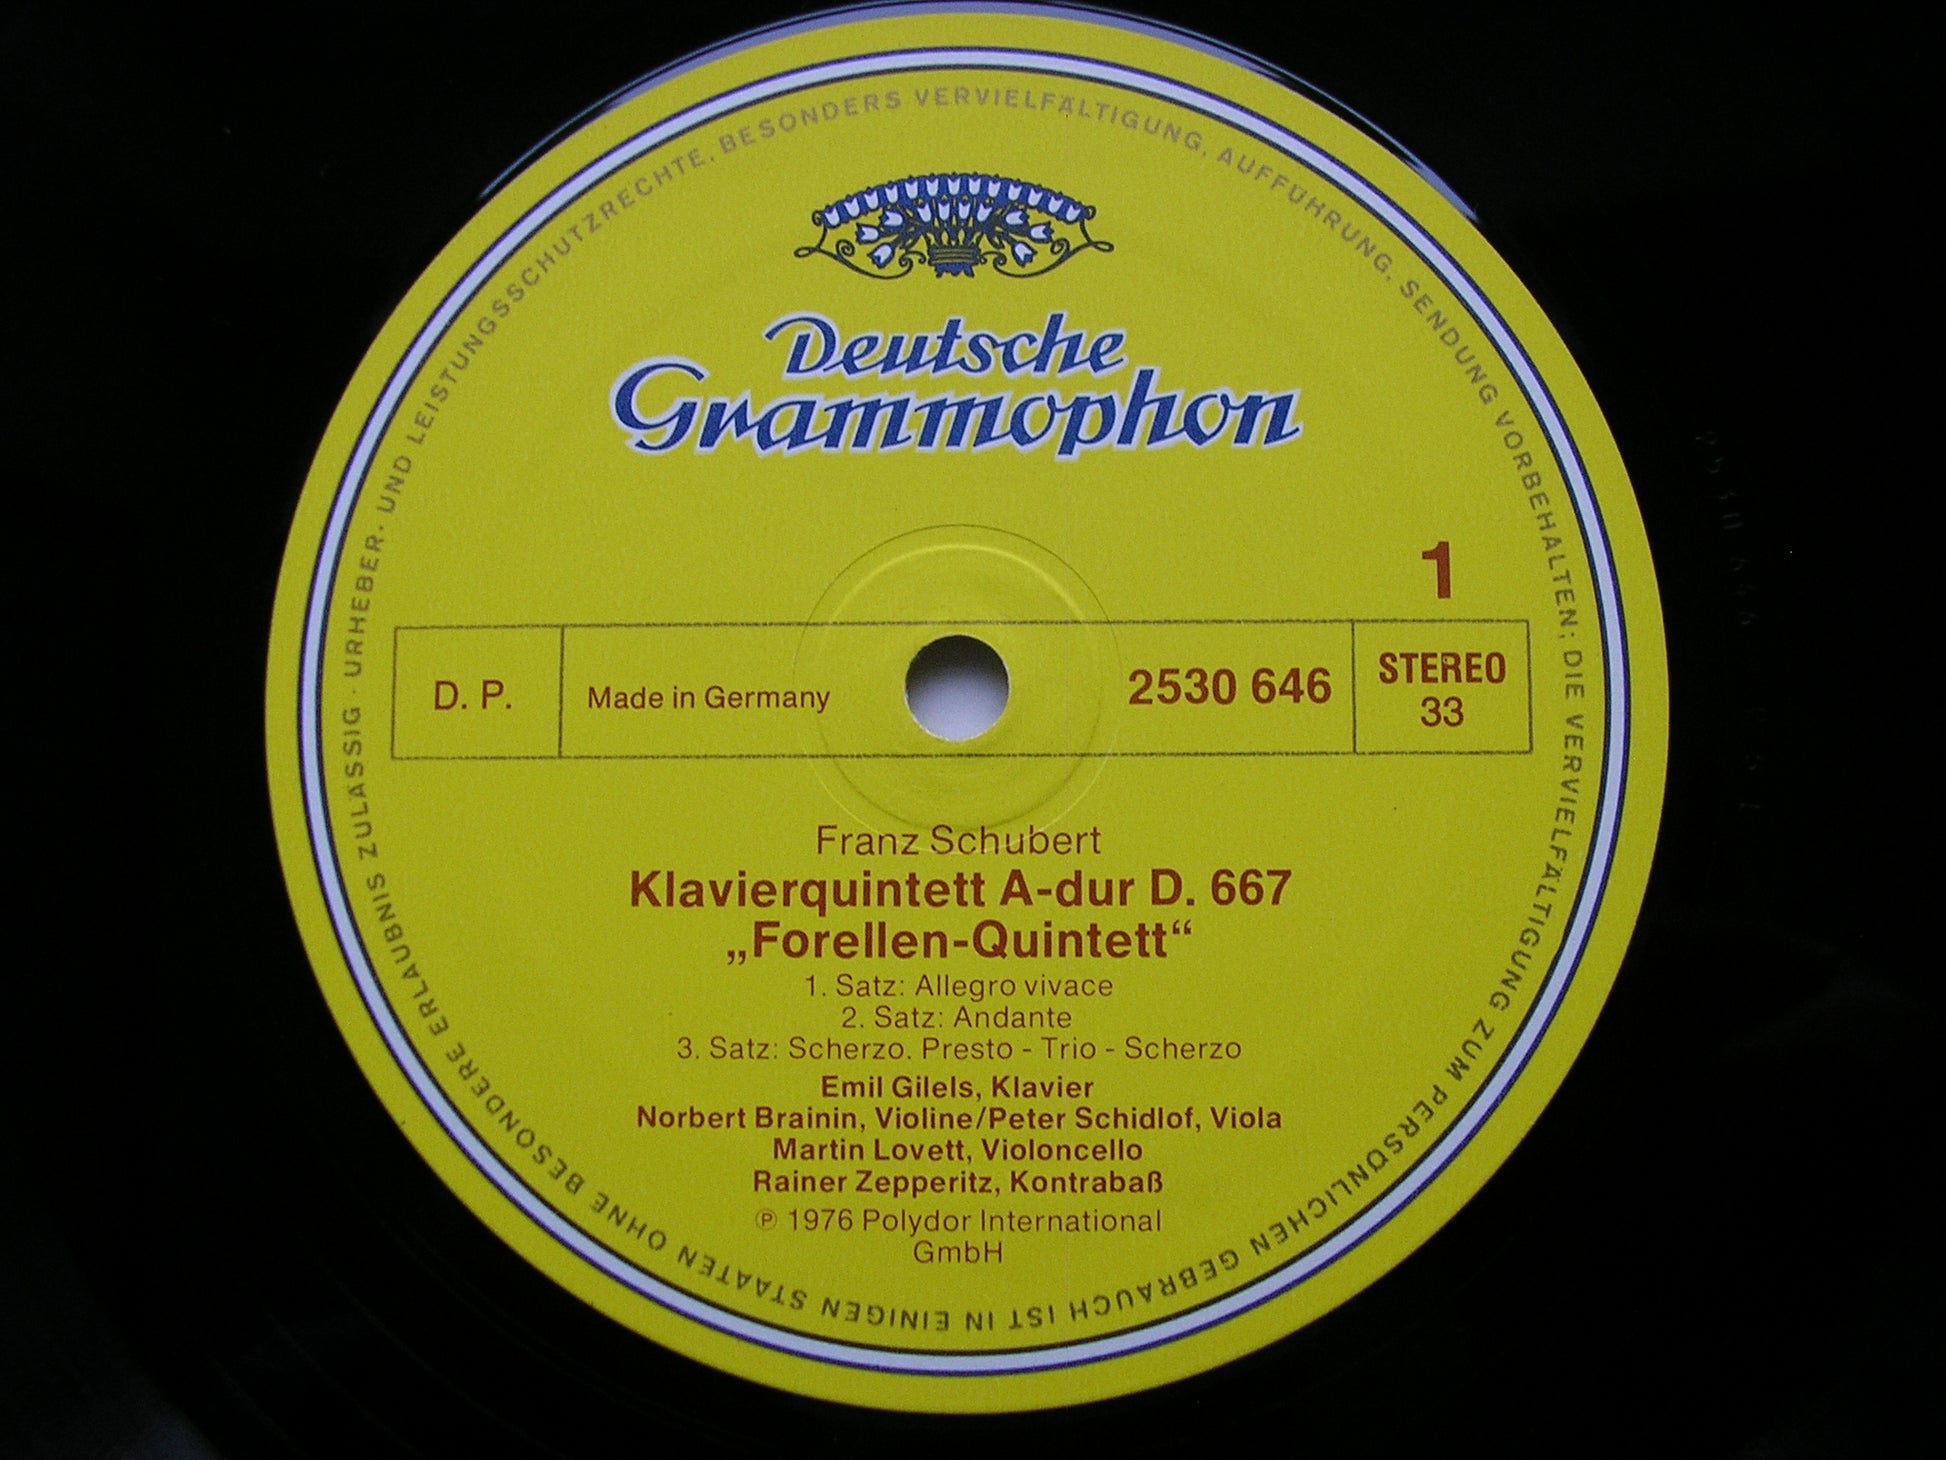 Deutsche
Grammophon
1
D. P.
Made in Germany
2530 646
STEREO
33
Franz Schubert
Klavierquintett A-dur D. 667
„Forellen-Quintett“
1. Satz: Allegro vivace
2. Satz: Andante
3. Satz: Scherzo. Presto - Trio - Scherzo
Emil Gilels, Klavier
Norbert Brainin, Violine/Peter Schidlof, Viola
Martin Lovett, Violoncello
Rainer Zepperitz, Kontrabaß
℗ 1976 Polydor International
GmbH
URHEBER- UND LEISTUNGSSCHUTZRECHTE, BESONDERS VERVIELFÄLTIGUNG, AUFFÜHRUNG, SENDUNG VORBEHALTEN; DIE VERVIELFÄLTIGUNG ZUM PERSÖNLICHEN GEBRAUCH IST IN EINIGEN STAATEN OHNE BESONDERE ERLAUBNIS ZULÄSSIG ·